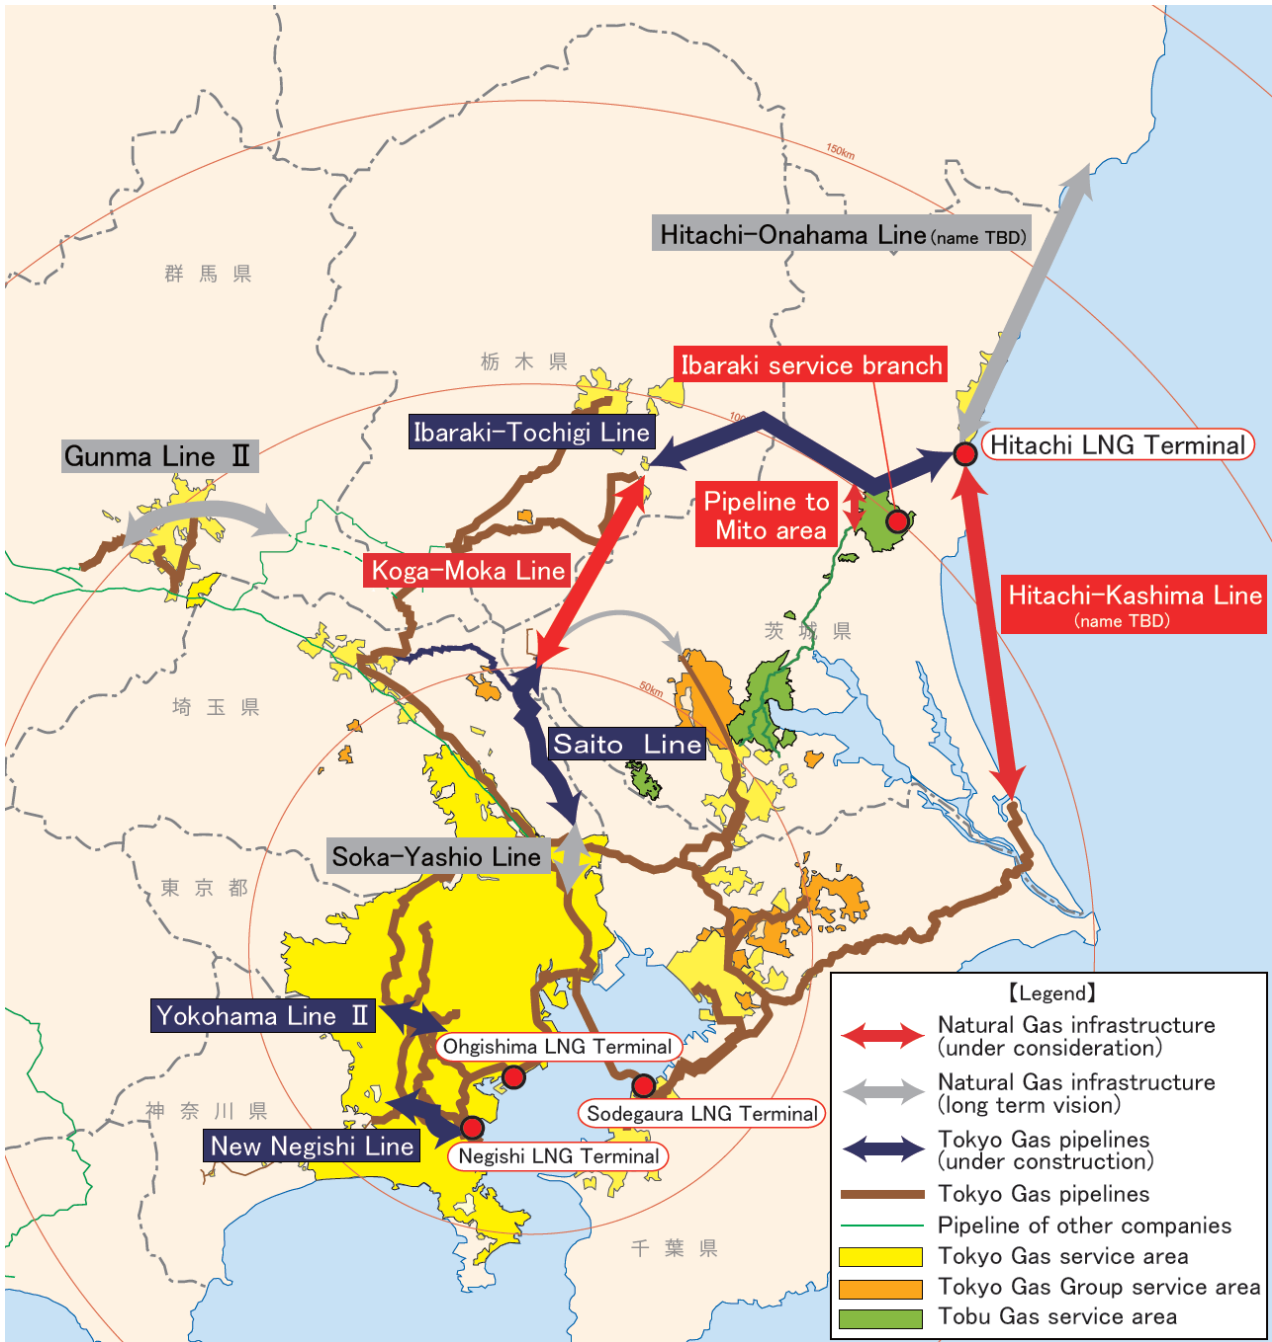 150km
Hitachi-Onahama Line (name TBD)
群馬県
栃木県
Ibaraki service branch
100
Ibaraki-Tochigi Line
Gunma Line Ⅱ
Hitachi LNG Terminal
Pipeline to
Mito area
Koga-Moka Line
Hitachi-Kashima Line
(name TBD)
茨城県
50km
埼玉県
Saito Line
Soka-Yashio Line
東京都
Yokohama Line Ⅱ
Ohgishima LNG Terminal
神奈川県
Sodegaura LNG Terminal
New Negishi Line
Negishi LNG Terminal
千葉県
【Legend】
Natural Gas infrastructure
(under consideration)
Natural Gas infrastructure
(long term vision)
Tokyo Gas pipelines
(under construction)
Tokyo Gas pipelines
Pipeline of other companies
Tokyo Gas service area
Tokyo Gas Group service area
Tobu Gas service area